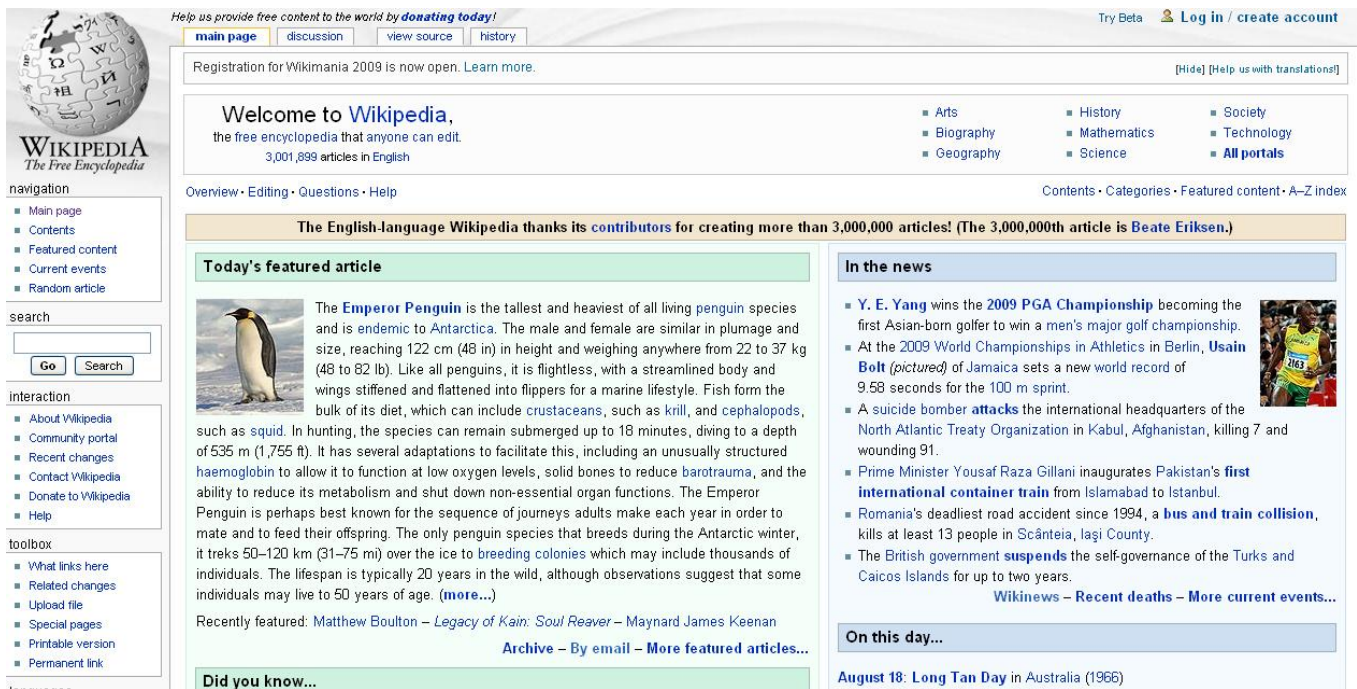 Help us provide free content to the world by donating today!
Try Beta Log in / create account
main page discussion view source history
Registration for Wikimania 2009 is now open. Learn more.
[Hide] [Help us with translations!]
WIKIPEDIA
The Free Encyclopedia
navigation
Main page
Contents
Featured content
Current events
Random article
search
Go Search
interaction
About Wikipedia
Community portal
Recent changes
Contact Wikipedia
Donate to Wikipedia
Help
toolbox
What links here
Related changes
Upload file
Special pages
Printable version
Permanent link
Welcome to Wikipedia,
the free encyclopedia that anyone can edit.
3,001,899 articles in English
Arts
Biography
Geography
History
Mathematics
Science
Society
Technology
All portals
Overview · Editing · Questions · Help
Contents · Categories · Featured content · A–Z index
The English-language Wikipedia thanks its contributors for creating more than 3,000,000 articles! (The 3,000,000th article is Beate Eriksen.)
Today's featured article
The Emperor Penguin is the tallest and heaviest of all living penguin species
and is endemic to Antarctica. The male and female are similar in plumage and
size, reaching 122 cm (48 in) in height and weighing anywhere from 22 to 37 kg
(48 to 82 lb). Like all penguins, it is flightless, with a streamlined body and
wings stiffened and flattened into flippers for a marine lifestyle. Fish form the
bulk of its diet, which can include crustaceans, such as krill, and cephalopods,
such as squid. In hunting, the species can remain submerged up to 18 minutes, diving to a depth
of 535 m (1,755 ft). It has several adaptations to facilitate this, including an unusually structured
haemoglobin to allow it to function at low oxygen levels, solid bones to reduce barotrauma, and the
ability to reduce its metabolism and shut down non-essential organ functions. The Emperor
Penguin is perhaps best known for the sequence of journeys adults make each year in order to
mate and to feed their offspring. The only penguin species that breeds during the Antarctic winter,
it treks 50–120 km (31–75 mi) over the ice to breeding colonies which may include thousands of
individuals. The lifespan is typically 20 years in the wild, although observations suggest that some
individuals may live to 50 years of age. (more...)
Recently featured: Matthew Boulton – Legacy of Kain: Soul Reaver – Maynard James Keenan
Archive – By email – More featured articles...
Did you know...
In the news
Y. E. Yang wins the 2009 PGA Championship becoming the
first Asian-born golfer to win a men's major golf championship.
At the 2009 World Championships in Athletics in Berlin, Usain
Bolt (pictured) of Jamaica sets a new world record of
9.58 seconds for the 100 m sprint.
A suicide bomber attacks the international headquarters of the
North Atlantic Treaty Organization in Kabul, Afghanistan, killing 7 and
wounding 91.
Prime Minister Yousaf Raza Gillani inaugurates Pakistan's first
international container train from Islamabad to Istanbul.
Romania's deadliest road accident since 1994, a bus and train collision,
kills at least 13 people in Scânteia, Iaşi County.
The British government suspends the self-governance of the Turks and
Caicos Islands for up to two years.
Wikinews – Recent deaths – More current events...
2163
On this day...
August 18: Long Tan Day in Australia (1966)